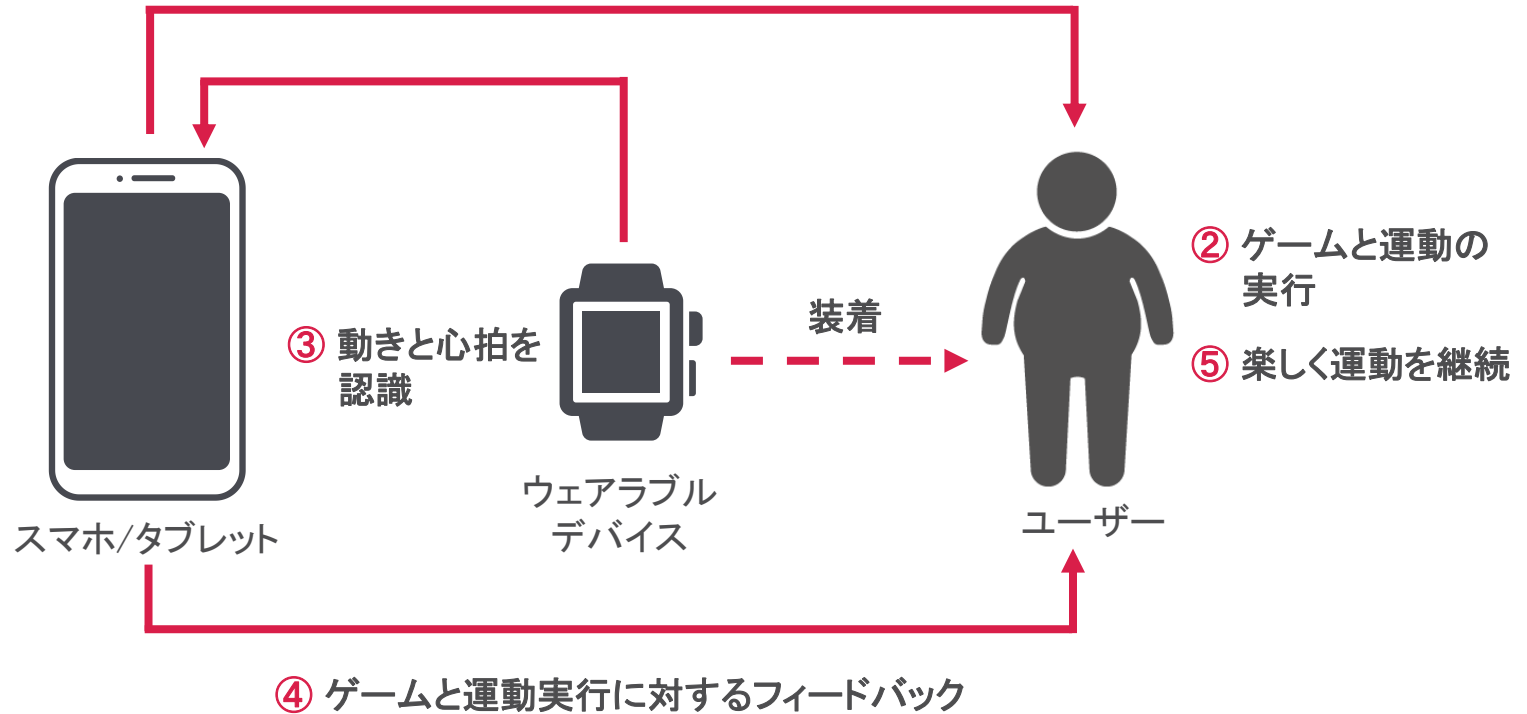 ② ゲームと運動の
実行
装着
③ 動きと心拍を
認識
⑤ 楽しく運動を継続
ウェアラブル
デバイス
スマホ/タブレット
ユーザー
④ ゲームと運動実行に対するフィードバック